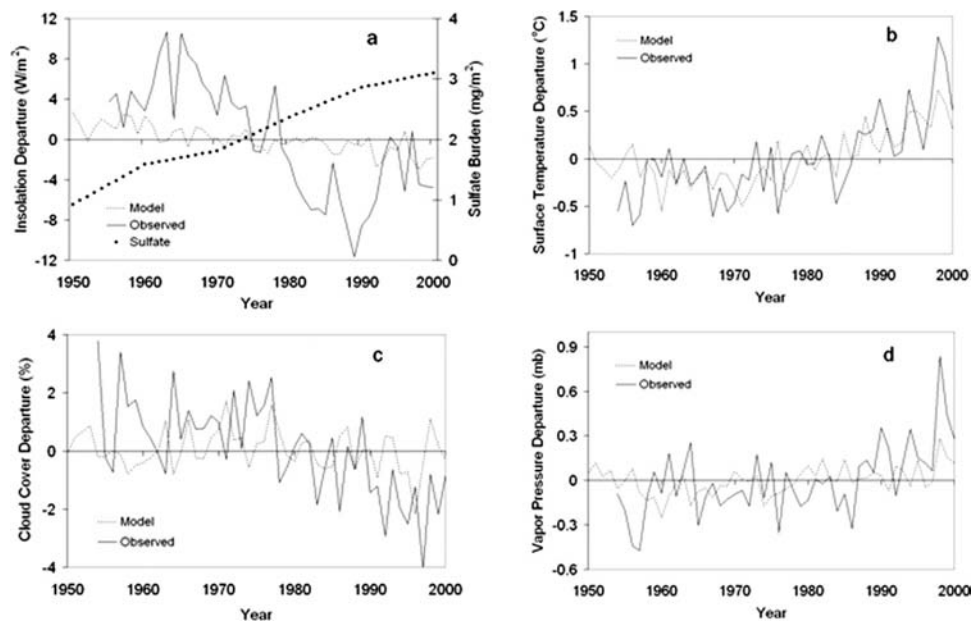 12
8
4
0
-4
-8
-12
Insolation Departure (W/m²)
a
4
3
2
1
0
Sulfate Burden (mg/m²)
Model
Observed
Sulfate
1950 1960 1970 1980 1990 2000
Year
1.5
1
0.5
0
-0.5
-1
Surface Temperature Departure (°C)
b
Model
Observed
1950 1960 1970 1980 1990 2000
Year
4
2
0
-2
-4
Cloud Cover Departure (%)
c
Model
Observed
1950 1960 1970 1980 1990 2000
Year
0.9
0.6
0.3
0
-0.3
-0.6
Vapor Pressure Departure (mb)
d
Model
Observed
1950 1960 1970 1980 1990 2000
Year